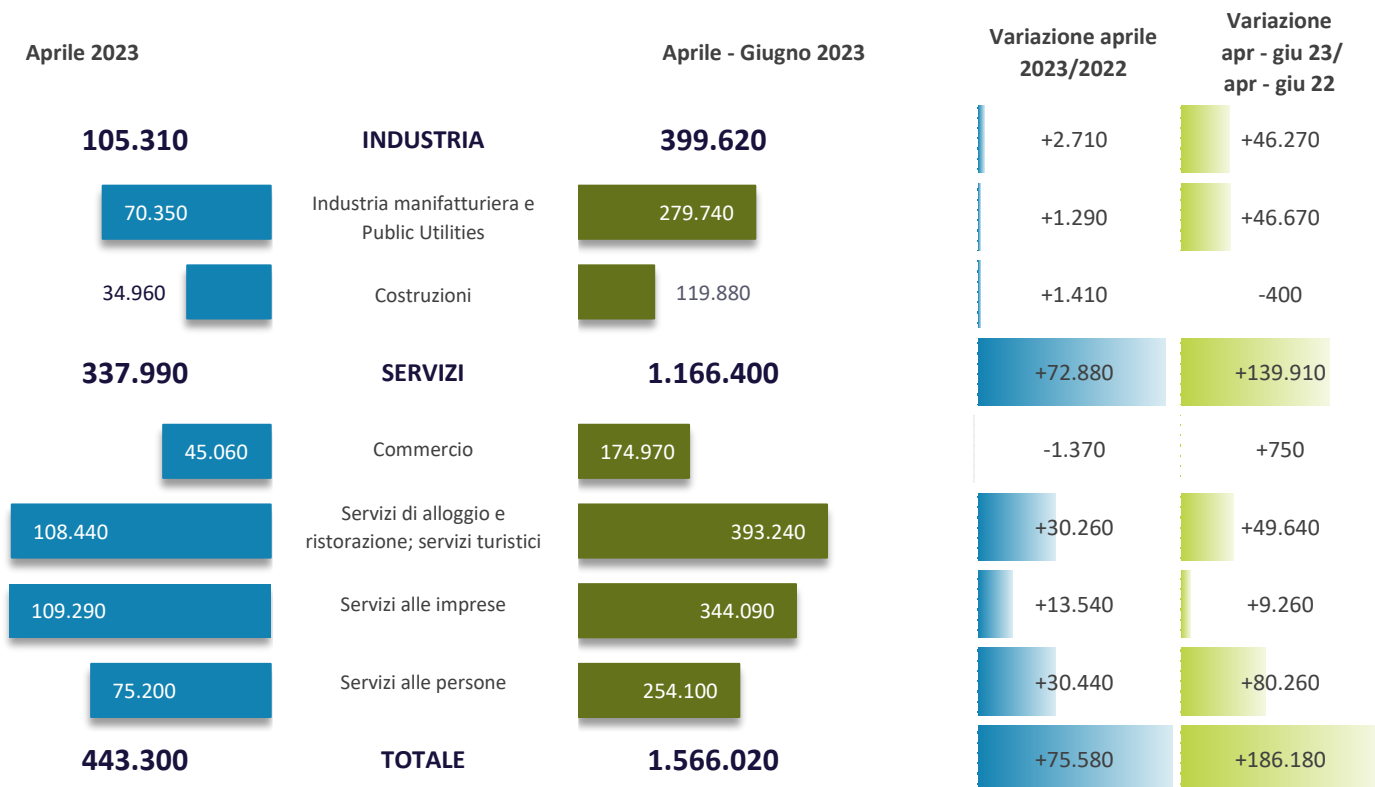 Aprile 2023
Aprile - Giugno 2023
Variazione aprile
2023/2022
Variazione
apr - giu 23/
apr - giu 22
105.310 INDUSTRIA 399.620 +2.710 +46.270
70.350 Industria manifatturiera e
Public Utilities 279.740 +1.290 +46.670
34.960 Costruzioni 119.880 +1.410 -400
337.990 SERVIZI 1.166.400 +72.880 +139.910
45.060 Commercio 174.970 -1.370 +750
108.440 Servizi di alloggio e
ristorazione; servizi turistici 393.240 +30.260 +49.640
109.290 Servizi alle imprese 344.090 +13.540 +9.260
75.200 Servizi alle persone 254.100 +30.440 +80.260
443.300 TOTALE 1.566.020 +75.580 +186.180